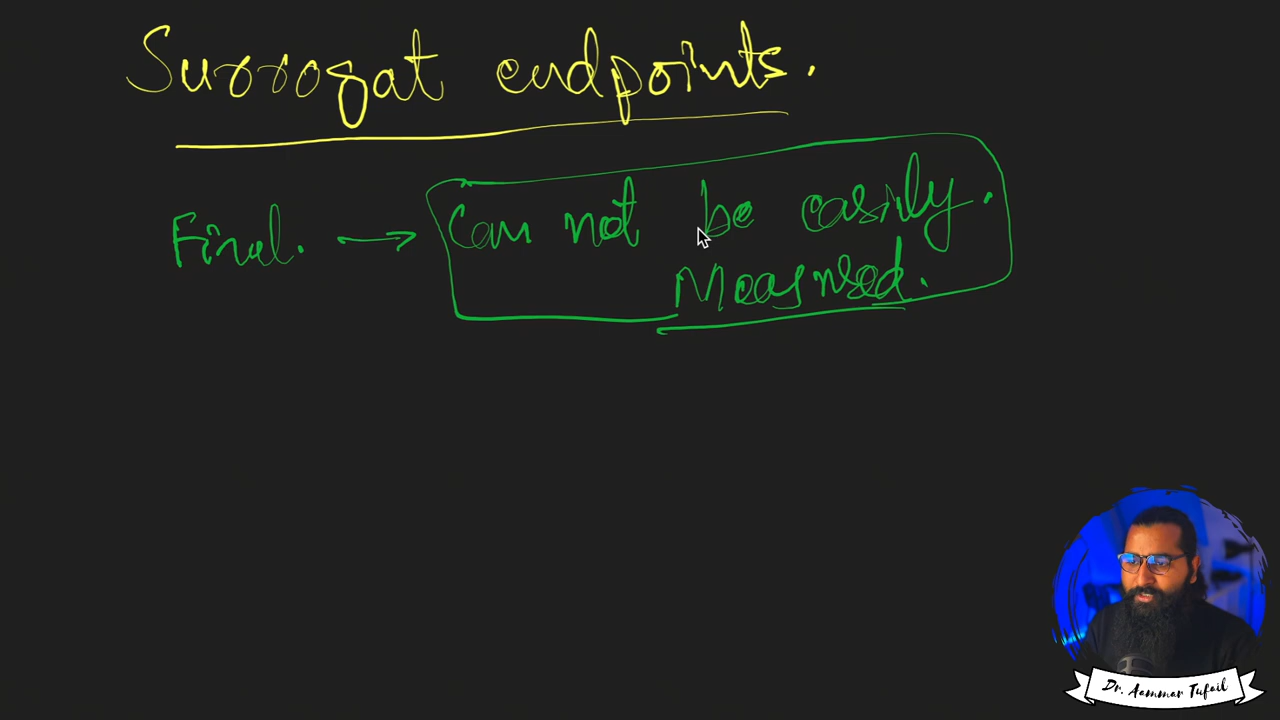 Surrogat endpoints.
Final. → Can not be easily.
Measured.
Dr. Aammar Tufail